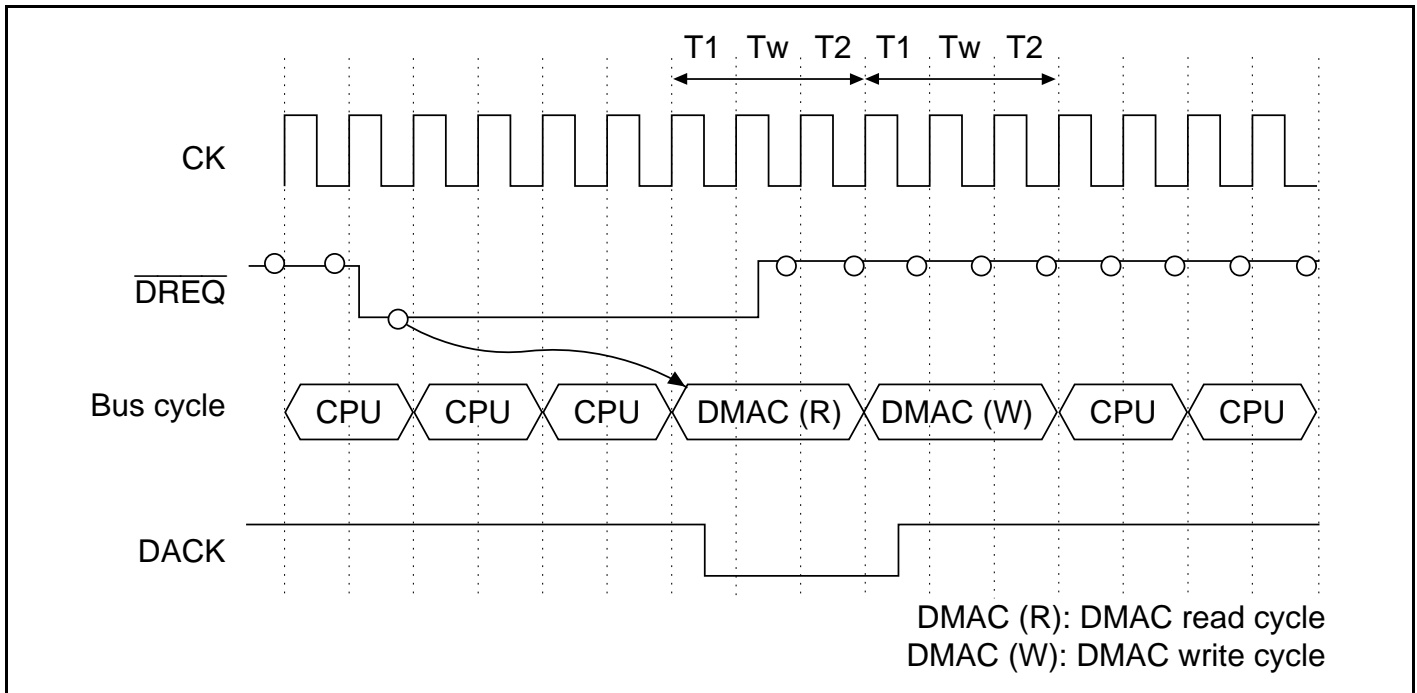 T1 Tw T2 T1 Tw T2
CK
DREQ
Bus cycle CPU CPU CPU DMAC (R) DMAC (W) CPU CPU
DACK
DMAC (R): DMAC read cycle
DMAC (W): DMAC write cycle